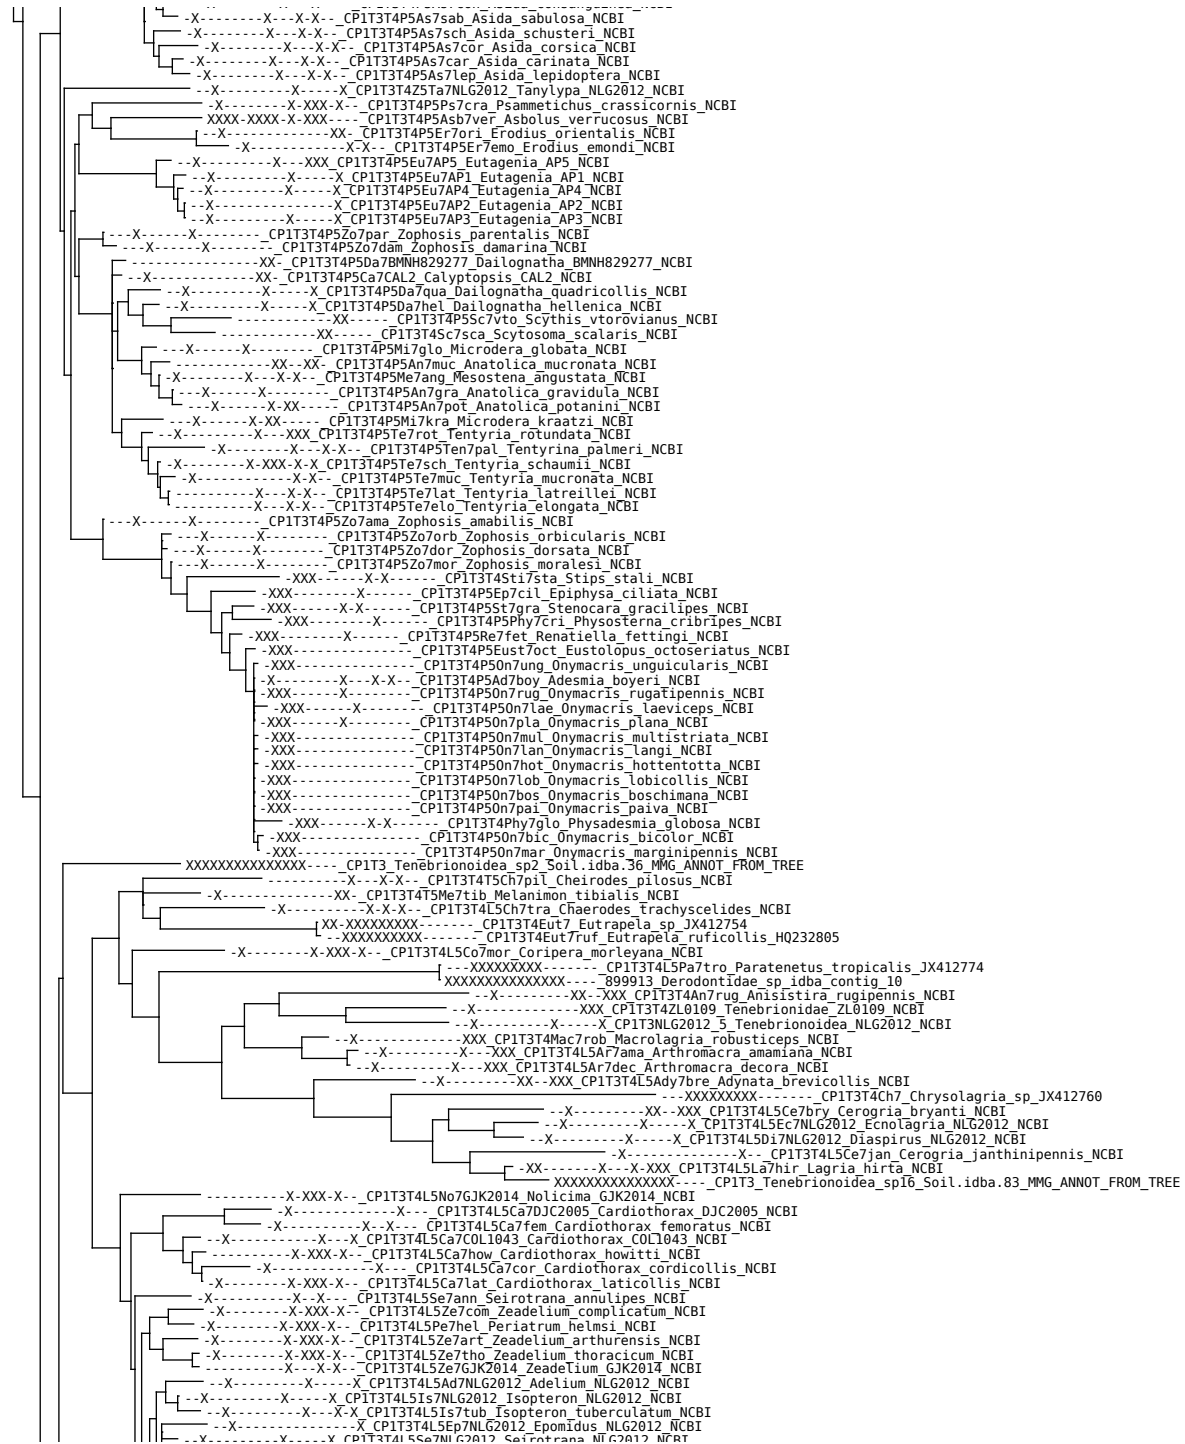 -X--------X---X-X--_CP1T3T4P5As7sab_Asida_sabulosa_NCBI
-X--------X---X-X--_CP1T3T4P5As7sch_Asida_schusteri_NCBI
-X--------X---X-X--_CP1T3T4P5As7cor_Asida_corsica_NCBI
-X--------X---X-X--_CP1T3T4P5As7car_Asida_carinata_NCBI
-X--------X---X-X--_CP1T3T4P5As7lep_Asida_lepidoptera_NCBI
--X---------X-----X_CP1T3T4Z5Ta7NLG2012_Tanylypa_NLG2012_NCBI
-X--------X-XXX-X--_CP1T3T4P5Ps7cra_Psammetichus_crassicornis_NCBI
XXXX-XXXX-X-XXX----_CP1T3T4P5Asb7ver_Asbolus_verrucosus_NCBI
--X-------------XX-_CP1T3T4P5Er7ori_Erodius_orientalis_NCBI
-X------------X-X--_CP1T3T4P5Er7emo_Erodius_emondi_NCBI
--X---------X---XXX_CP1T3T4P5Eu7AP5_Eutagenia_AP5_NCBI
--X---------X-----X_CP1T3T4P5Eu7AP1_Eutagenia_AP1_NCBI
--X---------X-----X_CP1T3T4P5Eu7AP4_Eutagenia_AP4_NCBI
--X---------------X_CP1T3T4P5Eu7AP2_Eutagenia_AP2_NCBI
--X---------X-----X_CP1T3T4P5Eu7AP3_Eutagenia_AP3_NCBI
---X------X--------_CP1T3T4P5Zo7par_Zophosis_parentalis_NCBI
---X------X--------_CP1T3T4P5Zo7dam_Zophosis_damarina_NCBI
----------------XX-_CP1T3T4P5Da7BMNH829277_Dailognatha_BMNH829277_NCBI
--X-------------XX-_CP1T3T4P5Ca7CAL2_Calyptopsis_CAL2_NCBI
--X---------X-----X_CP1T3T4P5Da7qua_Dailognatha_quadricollis_NCBI
--X---------X-----X_CP1T3T4P5Da7hel_Dailognatha_hellenica_NCBI
------------XX-----_CP1T3T4P5Sc7vto_Scythis_vtorovianus_NCBI
------------XX-----_CP1T3T4Sc7sca_Scytosoma_scalaris_NCBI
---X------X--------_CP1T3T4P5Mi7glo_Microdera_globata_NCBI
------------XX--XX-_CP1T3T4P5An7muc_Anatolica_mucronata_NCBI
-X--------X---X-X--_CP1T3T4P5Me7ang_Mesostena_angustata_NCBI
---X------X--------_CP1T3T4P5An7gra_Anatolica_gravidula_NCBI
---X------X-XX-----_CP1T3T4P5An7pot_Anatolica_potanini_NCBI
---X------X-XX-----_CP1T3T4P5Mi7kra_Microdera_kraatzi_NCBI
--X---------X---XXX_CP1T3T4P5Te7rot_Tentyria_rotundata_NCBI
-X--------X---X-X--_CP1T3T4P5Ten7pal_Tentyrina_palmeri_NCBI
-X--------X-XXX-X-X_CP1T3T4P5Te7sch_Tentyria_schaumii_NCBI
-X------------X-X--_CP1T3T4P5Te7muc_Tentyria_mucronata_NCBI
----------X---X-X--_CP1T3T4P5Te7lat_Tentyria_latreillei_NCBI
----------X---X-X--_CP1T3T4P5Te7elo_Tentyria_elongata_NCBI
---X------X--------_CP1T3T4P5Zo7ama_Zophosis_amabilis_NCBI
---X------X--------_CP1T3T4P5Zo7orb_Zophosis_orbicularis_NCBI
---X------X--------_CP1T3T4P5Zo7dor_Zophosis_dorsata_NCBI
---X------X--------_CP1T3T4P5Zo7mor_Zophosis_moralesi_NCBI
-XXX------X-X------_CP1T3T4Sti7sta_Stips_stali_NCBI
-XXX--------X------_CP1T3T4P5Ep7cil_Epiphysa_ciliata_NCBI
-XXX------X-X------_CP1T3T4P5St7gra_Stenocara_gracilipes_NCBI
-XXX--------X------_CP1T3T4P5Phy7cri_Physosterna_cribripes_NCBI
-XXX--------X------_CP1T3T4P5Re7fet_Renatiella_fettingi_NCBI
-XXX---------------_CP1T3T4P5Eust7oct_Eustolopus_octoseriatus_NCBI
-XXX---------------_CP1T3T4P5On7ung_Onymacris_unguicularis_NCBI
-X--------X---X-X--_CP1T3T4P5Ad7boy_Adesmia_boyeri_NCBI
-XXX------X--------_CP1T3T4P5On7rug_Onymacris_rugatipennis_NCBI
-XXX--------X------_CP1T3T4P5On7lae_Onymacris_laeviceps_NCBI
-XXX------X--------_CP1T3T4P5On7pla_Onymacris_plana_NCBI
-XXX---------------_CP1T3T4P5On7mul_Onymacris_multistriata_NCBI
-XXX---------------_CP1T3T4P5On7lan_Onymacris_langi_NCBI
-XXX---------------_CP1T3T4P5On7hot_Onymacris_hottentotta_NCBI
-XXX---------------_CP1T3T4P5On7lob_Onymacris_lobicollis_NCBI
-XXX---------------_CP1T3T4P5On7bos_Onymacris_boschimana_NCBI
-XXX---------------_CP1T3T4P5On7pai_Onymacris_paiva_NCBI
-XXX------X-X------_CP1T3T4Phy7glo_Physadesmia_globosa_NCBI
-XXX---------------_CP1T3T4P5On7bic_Onymacris_bicolor_NCBI
-XXX---------------_CP1T3T4P5On7mar_Onymacris_marginipennis_NCBI
XXXXXXXXXXXXXXX----_CP1T3_Tenebrionoidea_sp2_Soil.idba.36_MMG_ANNOT_FROM_TREE
----------X---X-X--_CP1T3T4T5Ch7pil_Cheirodes_pilosus_NCBI
-X--------------XX-_CP1T3T4T5Me7tib_Melanimon_tibialis_NCBI
-X----------X-X-X--_CP1T3T4L5Ch7tra_Chaerodes_trachyscelides_NCBI
XX-XXXXXXXXX-------_CP1T3T4Eut7_Eutrapela_sp_JX412754
--XXXXXXXXXX-------_CP1T3T4Eut7ruf_Eutrapela_ruficollis_HQ232805
-X--------X-XXX-X--_CP1T3T4L5Co7mor_Coripera_morleyana_NCBI
---XXXXXXXXX-------_CP1T3T4L5Pa7tro_Paratenetus_tropicalis_JX412774
XXXXXXXXXXXXXXX----_899913_Derodontidae_sp_idba_contig_10
--X---------XX--XXX_CP1T3T4An7rug_Anisistira_rugipennis_NCBI
--X-------------XXX_CP1T3T4ZL0109_Tenebrionidae_ZL0109_NCBI
--X---------X-----X_CP1T3NLG2012_5_Tenebrionoidea_NLG2012_NCBI
--X-------------XXX_CP1T3T4Mac7rob_Macrolagria_robusticeps_NCBI
--X---------X---XXX_CP1T3T4L5Ar7ama_Arthromacra_amamiana_NCBI
--X---------X---XXX_CP1T3T4L5Ar7dec_Arthromacra_decora_NCBI
--X---------XX--XXX_CP1T3T4L5Ady7bre_Adynata_brevicollis_NCBI
---XXXXXXXXX-------_CP1T3T4Ch7_Chrysolagria_sp_JX412760
--X---------XX--XXX_CP1T3T4L5Ce7bry_Cerogria_bryanti_NCBI
--X---------X-----X_CP1T3T4L5Ec7NLG2012_Ecnolagria_NLG2012_NCBI
--X---------X-----X_CP1T3T4L5Di7NLG2012_Diaspirus_NLG2012_NCBI
-X--------------X--_CP1T3T4L5Ce7jan_Cerogria_janthinipennis_NCBI
-XX-------X---X-XXX_CP1T3T4L5La7hir_Lagria_hirta_NCBI
XXXXXXXXXXXXXXX----_CP1T3_Tenebrionoidea_sp16_Soil.idba.83_MMG_ANNOT_FROM_TREE
----------X-XXX-X--_CP1T3T4L5No7GJK2014_Nolicima_GJK2014_NCBI
-X--------------X--_CP1T3T4L5Ca7DJC2005_Cardiothorax_DJC2005_NCBI
-X----------X--X---_CP1T3T4L5Ca7fem_Cardiothorax_femoratus_NCBI
--X-----------X---X_CP1T3T4L5Ca7COL1043_Cardiothorax_COL1043_NCBI
----------X-XXX-X--_CP1T3T4L5Ca7how_Cardiothorax_howitti_NCBI
-X-------------X---_CP1T3T4L5Ca7cor_Cardiothorax_cordicollis_NCBI
-X--------X-XXX-X--_CP1T3T4L5Ca7lat_Cardiothorax_laticollis_NCBI
-X----------X--X---_CP1T3T4L5Se7ann_Seirotrana_annulipes_NCBI
-X--------X-XXX-X--_CP1T3T4L5Ze7com_Zeadelium_complicatum_NCBI
-X--------X-XXX-X--_CP1T3T4L5Pe7hel_Periatrum_helmsi_NCBI
-X--------X-XXX-X--_CP1T3T4L5Ze7art_Zeadelium_arthurensis_NCBI
-X--------X-XXX-X--_CP1T3T4L5Ze7tho_Zeadelium_thoracicum_NCBI
----------X---X-X--_CP1T3T4L5Ze7GJK2014_Zeadelium_GJK2014_NCBI
--X---------X-----X_CP1T3T4L5Ad7NLG2012_Adelium_NLG2012_NCBI
--X---------X-----X_CP1T3T4L5Is7NLG2012_Isopteron_NLG2012_NCBI
--X---------X---X-X_CP1T3T4L5Is7tub_Isopteron_tuberculatum_NCBI
--X---------------X_CP1T3T4L5Ep7NLG2012_Epomidus_NLG2012_NCBI
--X---------X-----X_CP1T3T4L5Se7NLG2012_Seirotrana_NLG2012_NCBI